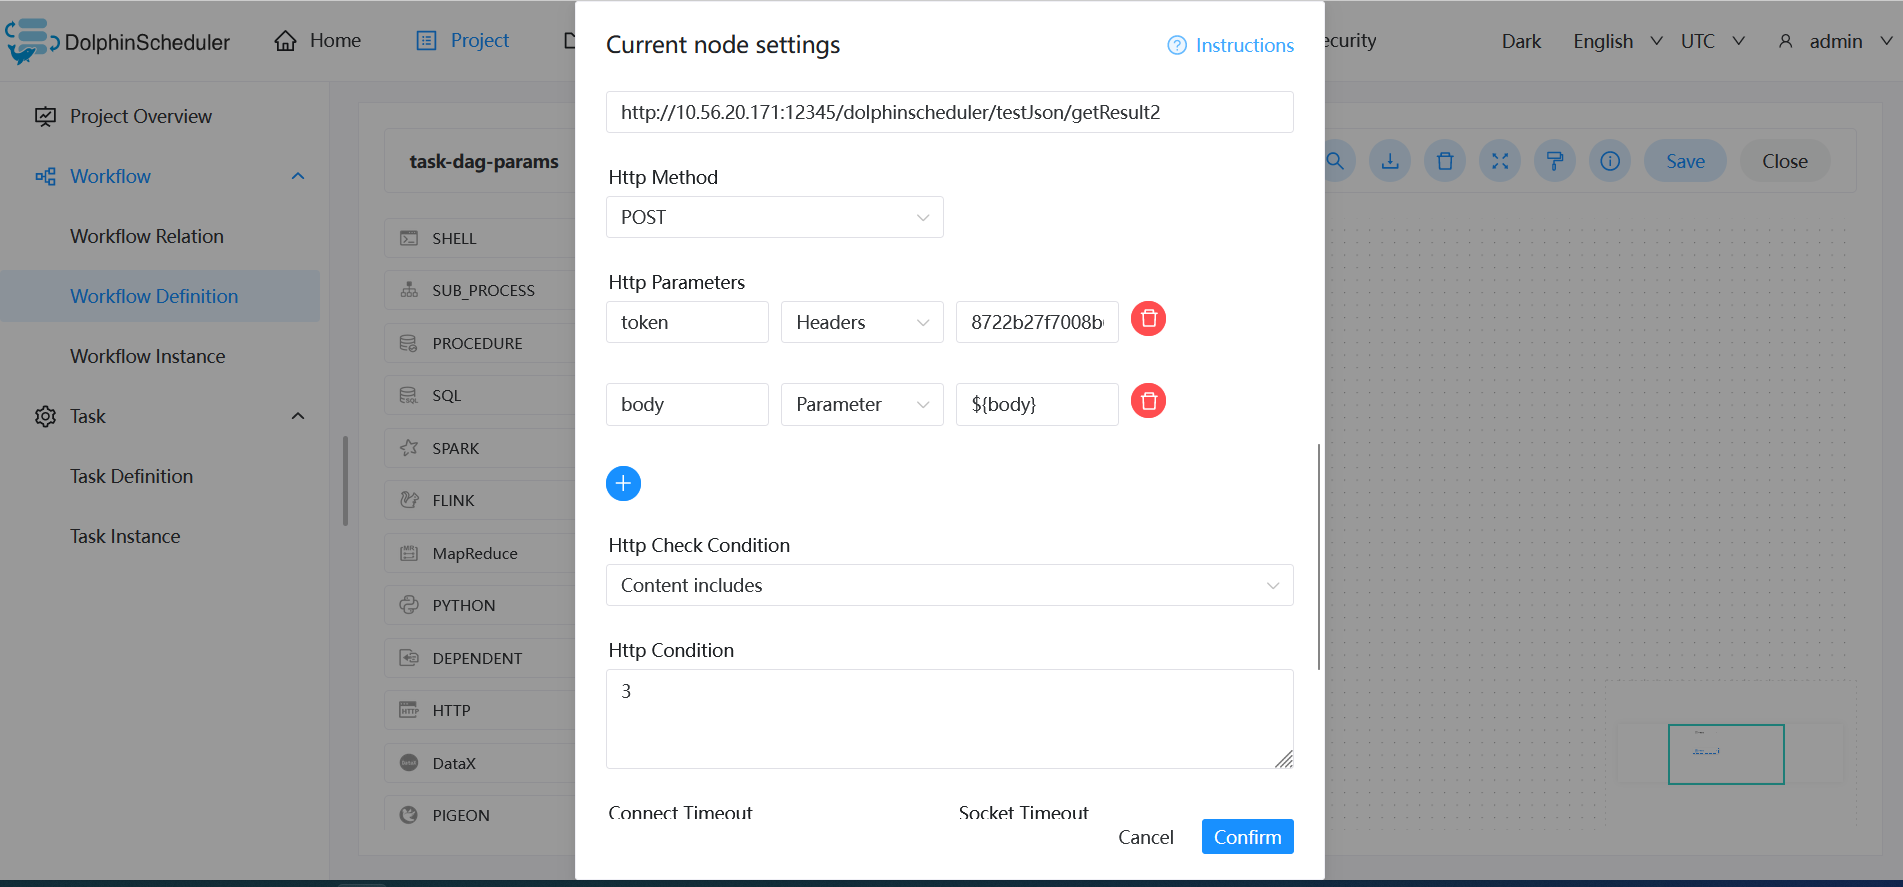 DolphinScheduler
Home
Project
ecurity
Dark
English
UTC
admin
Project Overview
Workflow
Workflow Relation
Workflow Definition
Workflow Instance
Task
Task Definition
Task Instance
task-dag-params
Save
Close
SHELL
SUB_PROCESS
PROCEDURE
SQL
SPARK
FLINK
MapReduce
PYTHON
DEPENDENT
HTTP
DataX
PIGEON
Current node settings
Instructions
http://10.56.20.171:12345/dolphinscheduler/testJson/getResult2
Http Method
POST
Http Parameters
token Headers 8722b27f7008b
body Parameter ${body}
Http Check Condition
Content includes
Http Condition
3
Connect Timeout Socket Timeout
Cancel Confirm